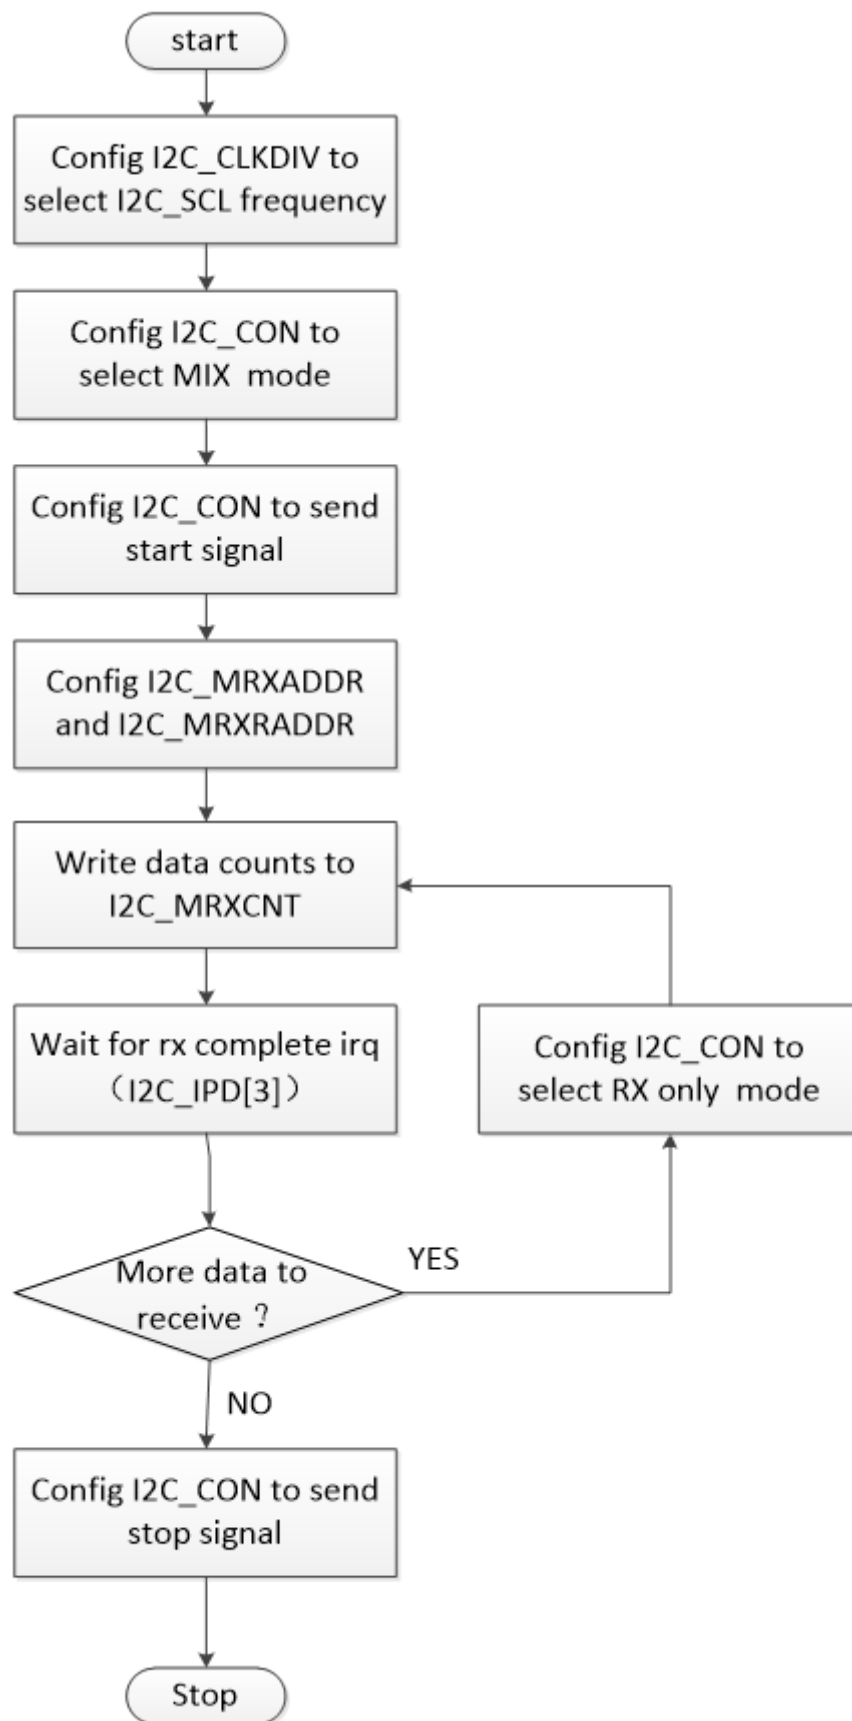 start
Config I2C_CLKDIV to
select I2C_SCL frequency
Config I2C_CON to
select MIX  mode
Config I2C_CON to send
start signal
Config I2C_MRXADDR
and I2C_MRXRADDR
Write data counts to
I2C_MRXCNT
Wait for rx complete irq
（I2C_IPD[3]）
Config I2C_CON to
select RX only  mode
More data to
receive？
YES
NO
Config I2C_CON to send
stop signal
Stop